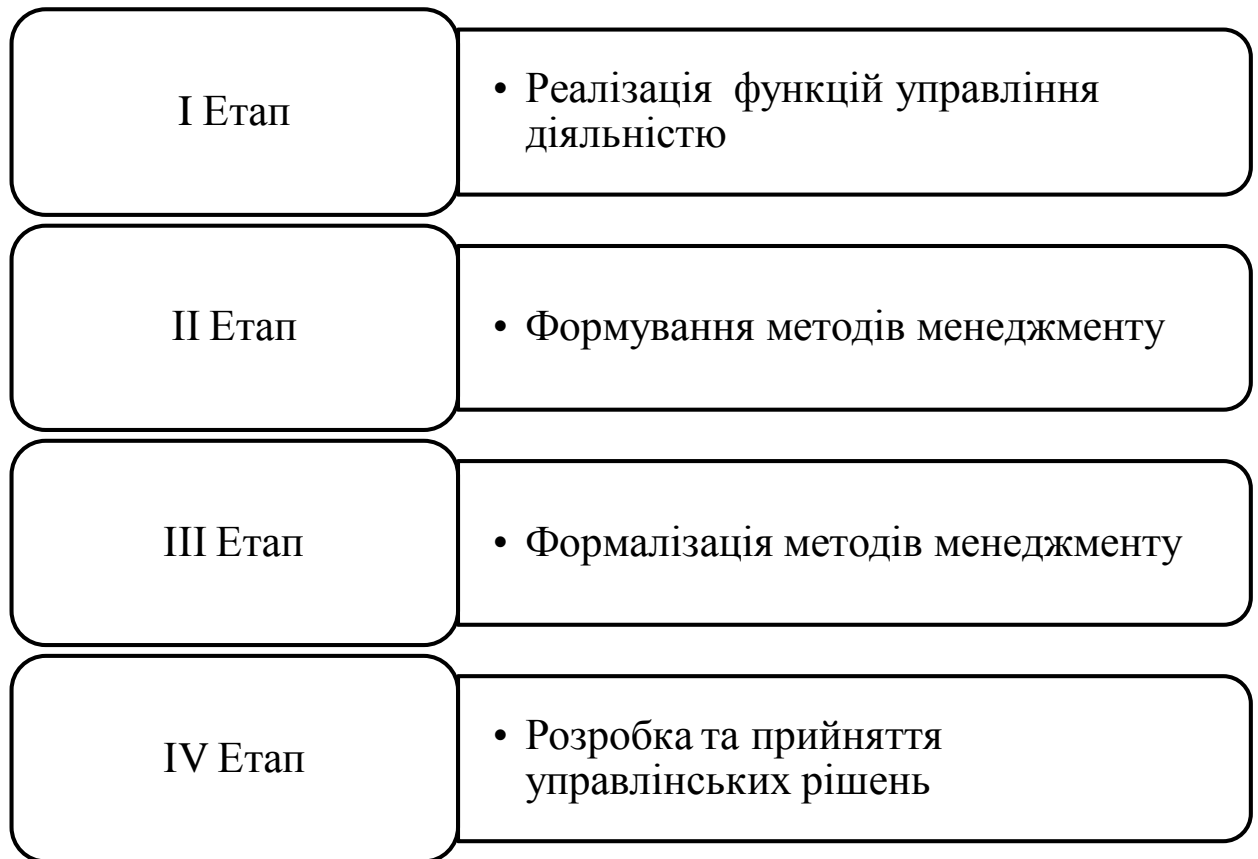 І Етап
• Реалізація функцій управління
діяльністю
ІІ Етап
• Формування методів менеджменту
ІІІ Етап
• Формалізація методів менеджменту
IV Етап
• Розробка та прийняття
управлінських рішень